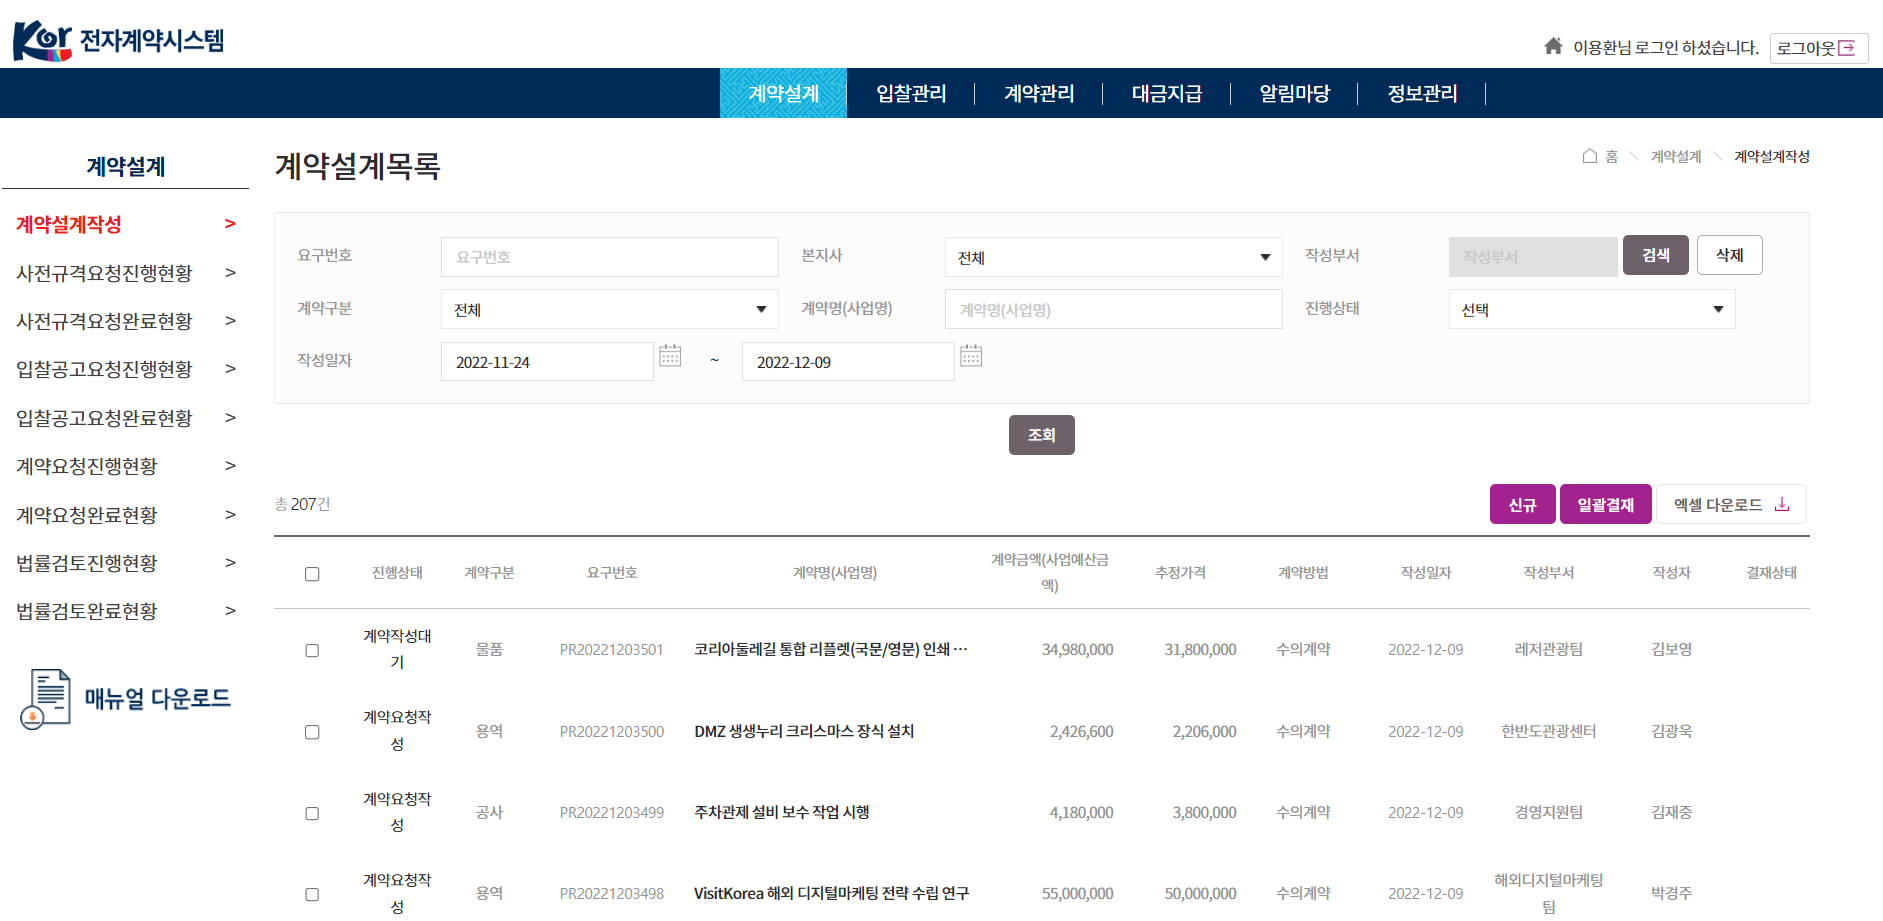 Kor 전자계약시스템
이용환님 로그인 하셨습니다. 로그아웃
계약설계 입찰관리 계약관리 대금지급 알림마당 정보관리
계약설계
계약설계작성 >
사전규격요청진행현황 >
사전규격요청완료현황 >
입찰공고요청진행현황 >
입찰공고요청완료현황 >
계약요청진행현황 >
계약요청완료현황 >
법률검토진행현황 >
법률검토완료현황 >
매뉴얼 다운로드
계약설계목록
홈 계약설계 계약설계작성
요구번호 요구번호 본지사 전체 작성부서 작성부서 검색 삭제
계약구분 전체 계약명(사업명) 계약명(사업명) 진행상태 선택
작성일자 2022-11-24 ~ 2022-12-09
조회
총 207건
신규 일괄결재 엑셀 다운로드
진행상태 계약구분 요구번호 계약명(사업명) 계약금액(사업예산금액) 추정가격 계약방법 작성일자 작성부서 작성자 결재상태
계약작성대기 물품 PR20221203501 코리아둘레길 통합 리플렛(국문/영문) 인쇄 ⋯ 34,980,000 31,800,000 수의계약 2022-12-09 레저관광팀 김보영
계약요청작성 용역 PR20221203500 DMZ 생생누리 크리스마스 장식 설치 2,426,600 2,206,000 수의계약 2022-12-09 한반도관광센터 김광욱
계약요청작성 공사 PR20221203499 주차관제 설비 보수 작업 시행 4,180,000 3,800,000 수의계약 2022-12-09 경영지원팀 김재중
계약요청작성 용역 PR20221203498 VisitKorea 해외 디지털마케팅 전략 수립 연구 55,000,000 50,000,000 수의계약 2022-12-09 해외디지털마케팅팀 박경주